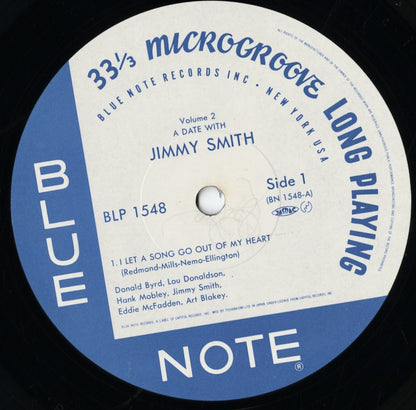 33⅓ MICROGROOVE LONG PLAYING
BLUE NOTE RECORDS INC · NEW YORK USA
Volume 2
A DATE WITH
JIMMY SMITH
BLP 1548
Side 1
(BN 1548-A)
1. I LET A SONG GO OUT OF MY HEART
(Redmond-Mills-Nemo-Ellington)
Donald Byrd, Lou Donaldson,
Hank Mobley, Jimmy Smith,
Eddie McFadden, Art Blakey.
BLUE
NOTE
®